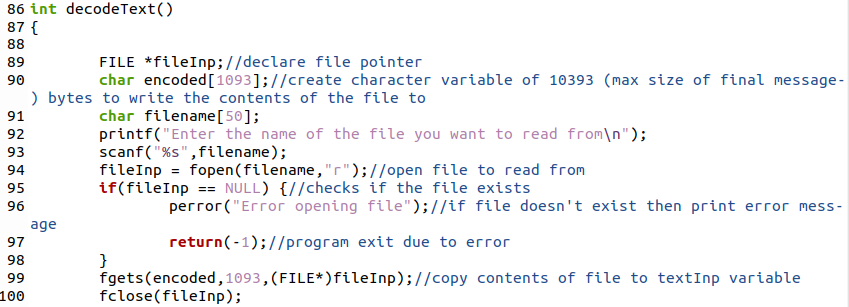 86 int decodeText()
87 {
88
89         FILE *fileInp;//declare file pointer
90         char encoded[1093];//create character variable of 10393 (max size of final message-
) bytes to write the contents of the file to
91         char filename[50];
92         printf("Enter the name of the file you want to read from\n");
93         scanf("%s",filename);
94         fileInp = fopen(filename,"r");//open file to read from
95         if(fileInp == NULL) {//checks if the file exists
96                 perror("Error opening file");//if file doesn't exist then print error mess-
age
97                 return(-1);//program exit due to error
98         }
99         fgets(encoded,1093,(FILE*)fileInp);//copy contents of file to textInp variable
100         fclose(fileInp);